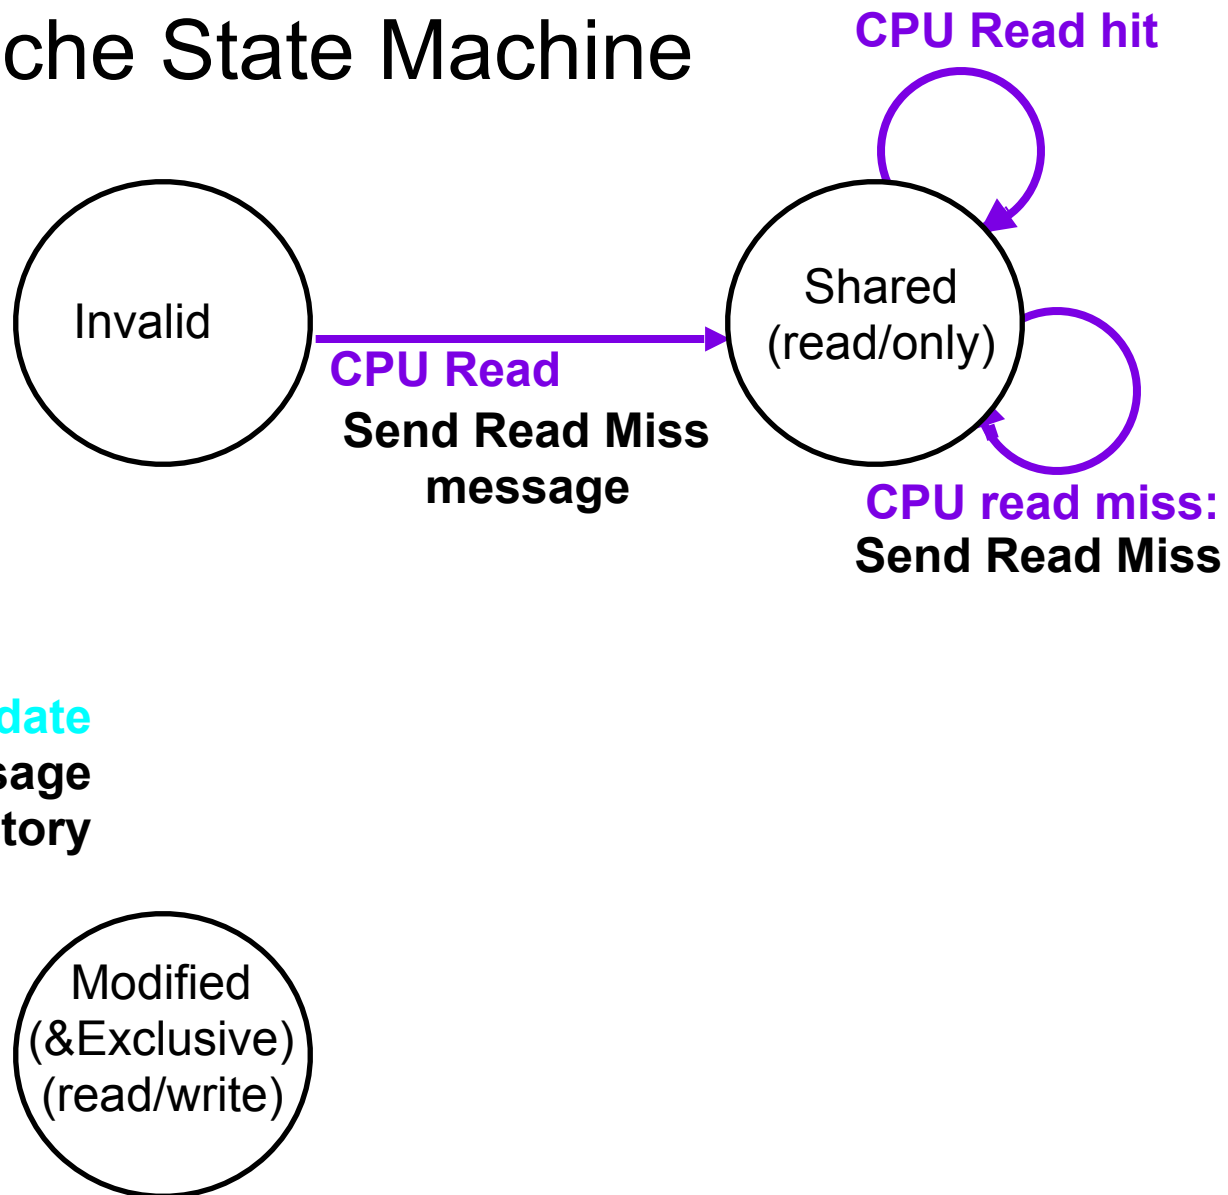 che State Machine
CPU Read hit
Invalid
Shared
(read/only)
CPU Read
Send Read Miss
message
CPU read miss:
Send Read Miss
date
sage
tory
Modified
(&Exclusive)
(read/write)